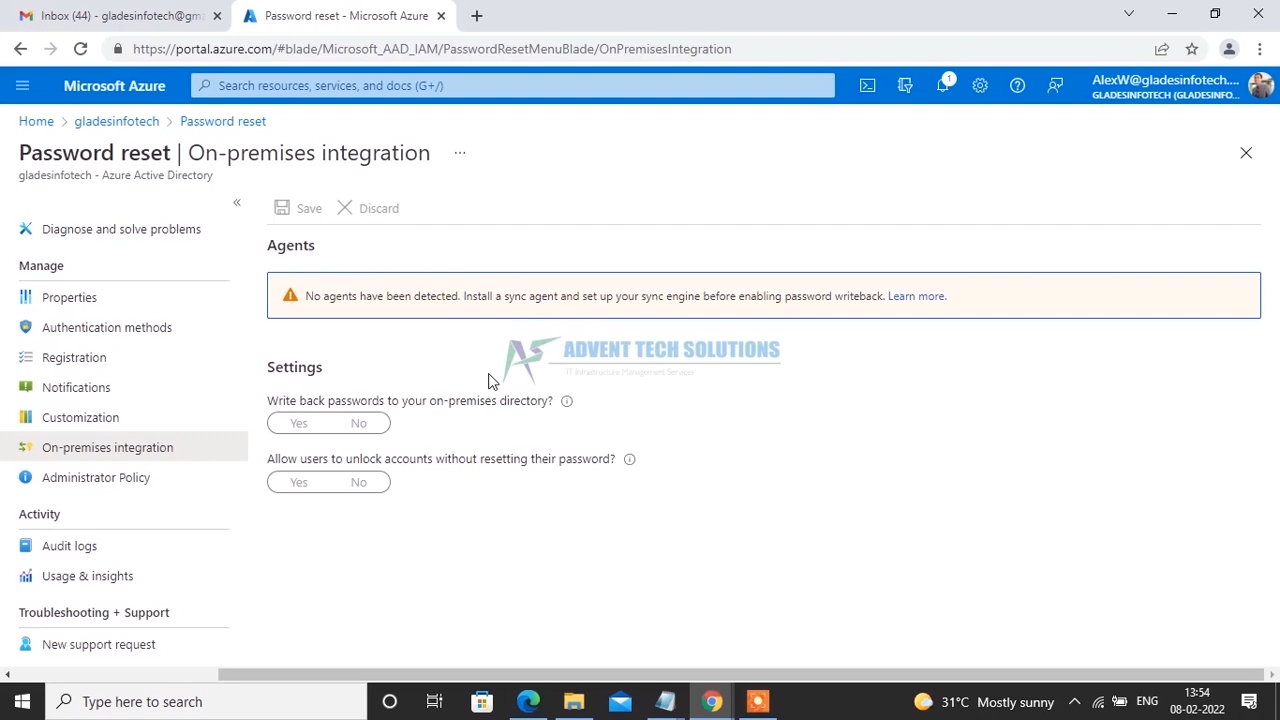 Inbox (44) - gladesinfotech@gm
Password reset - Microsoft Azure
https://portal.azure.com/#blade/Microsoft_AAD_IAM/PasswordResetMenuBlade/OnPremisesIntegration
Microsoft Azure
Search resources, services, and docs (G+/)
1
AlexW@gladesinfotech....
GLADESINFOTECH (GLADESINFO...
Home > gladesinfotech > Password reset
Password reset | On-premises integration ...
gladesinfotech - Azure Active Directory
«
Save
Discard
Diagnose and solve problems
Manage
Properties
Authentication methods
Registration
Notifications
Customization
On-premises integration
Administrator Policy
Activity
Audit logs
Usage & insights
Troubleshooting + Support
New support request
Agents
No agents have been detected. Install a sync agent and set up your sync engine before enabling password writeback. Learn more.
ADVENT TECH SOLUTIONS
IT Infrastructure Management Services
Settings
Write back passwords to your on-premises directory?
Yes No
Allow users to unlock accounts without resetting their password?
Yes No
Type here to search
31°C Mostly sunny
ENG
13:54
08-02-2022